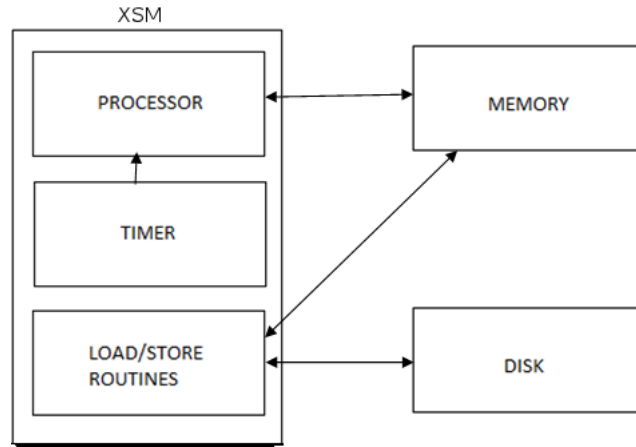 XSM
PROCESSOR
MEMORY
TIMER
LOAD/STORE
ROUTINES
DISK